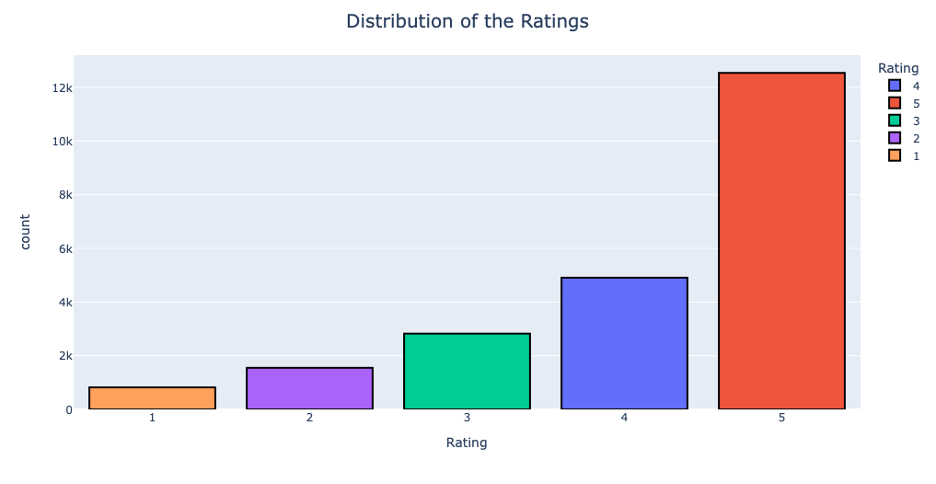 Distribution of the Ratings
12k
10k
8k
6k
4k
2k
0
count
1
2
3
4
5
Rating
Rating
4
5
3
2
1